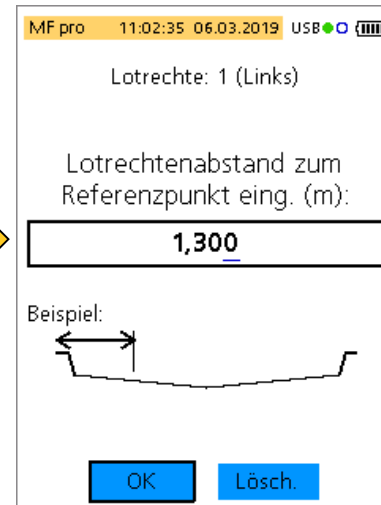 MF pro 11:02:35 06.03.2019 USB
Lotrechte: 1 (Links)
Lotrechtenabstand zum
Referenzpunkt eing. (m):
1,300
Beispiel:
OK Lösch.